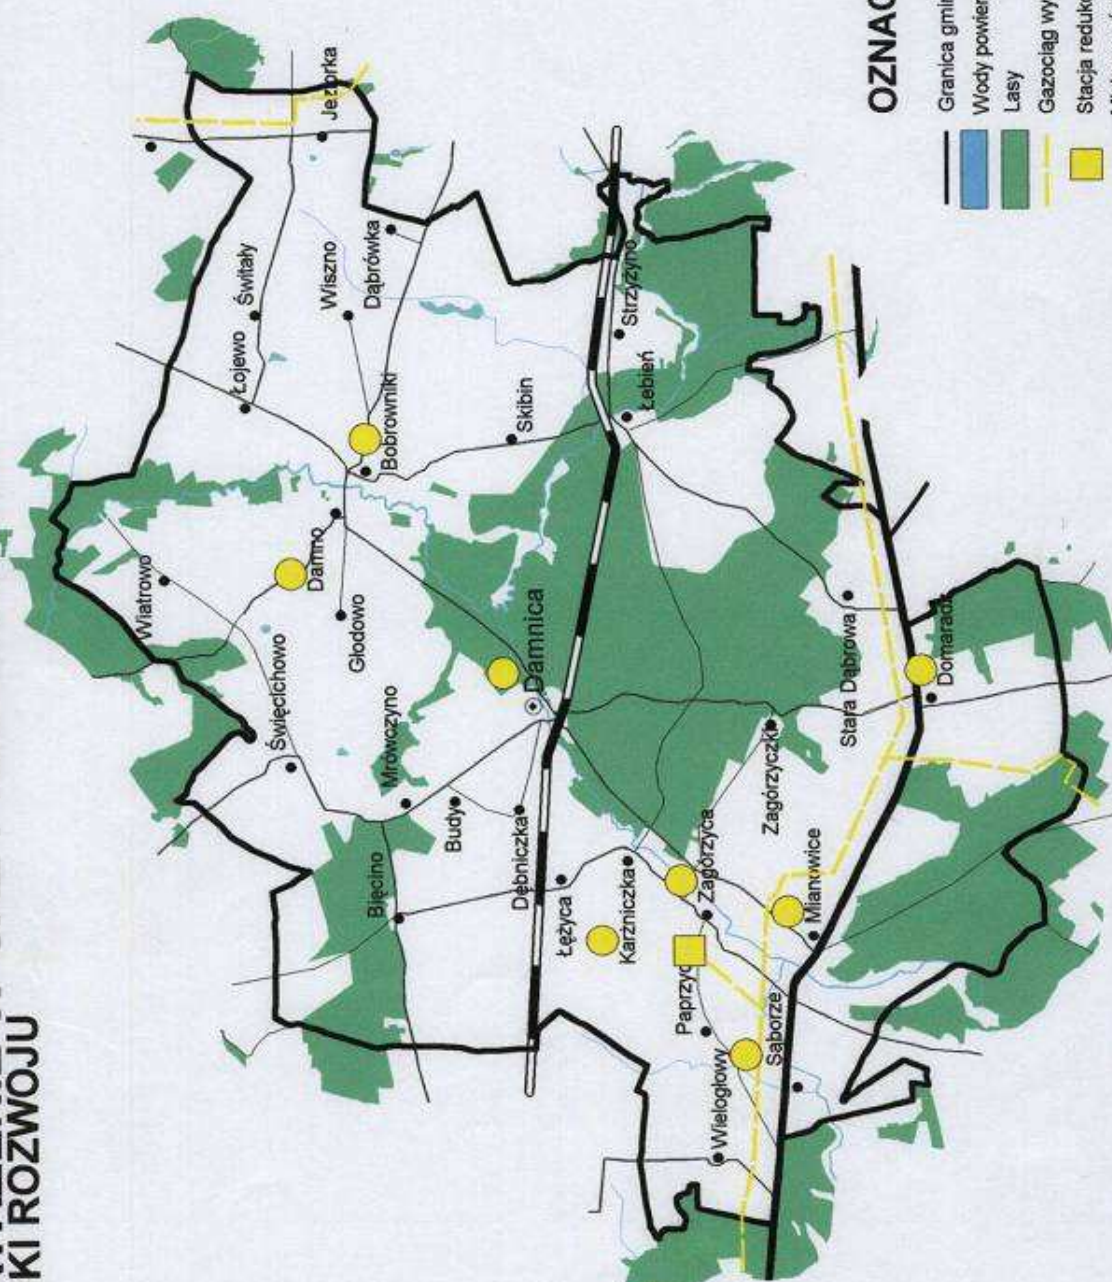 KI ROZWOJU
Wiatrowo
Łojewo
Świtały
Święcichowo
Damno
Jeziorka
Wiszno
Głodowo
Dąbrówka
Bięcino
Mrówczyno
Bobrowniki
Budy
Dębniczka
Skibin
Damnica
Łężyca
Karżniczka
Strzyżyno
Łebień
Paprzyc
Zagórzyca
Wielogłowy
Zagórzyczki
Sąborze
Mianowice
Stara Dąbrowa
Domaradz
OZNAC
Granica gmin
Wody powier
Lasy
Gazociąg wy
Stacja reduk